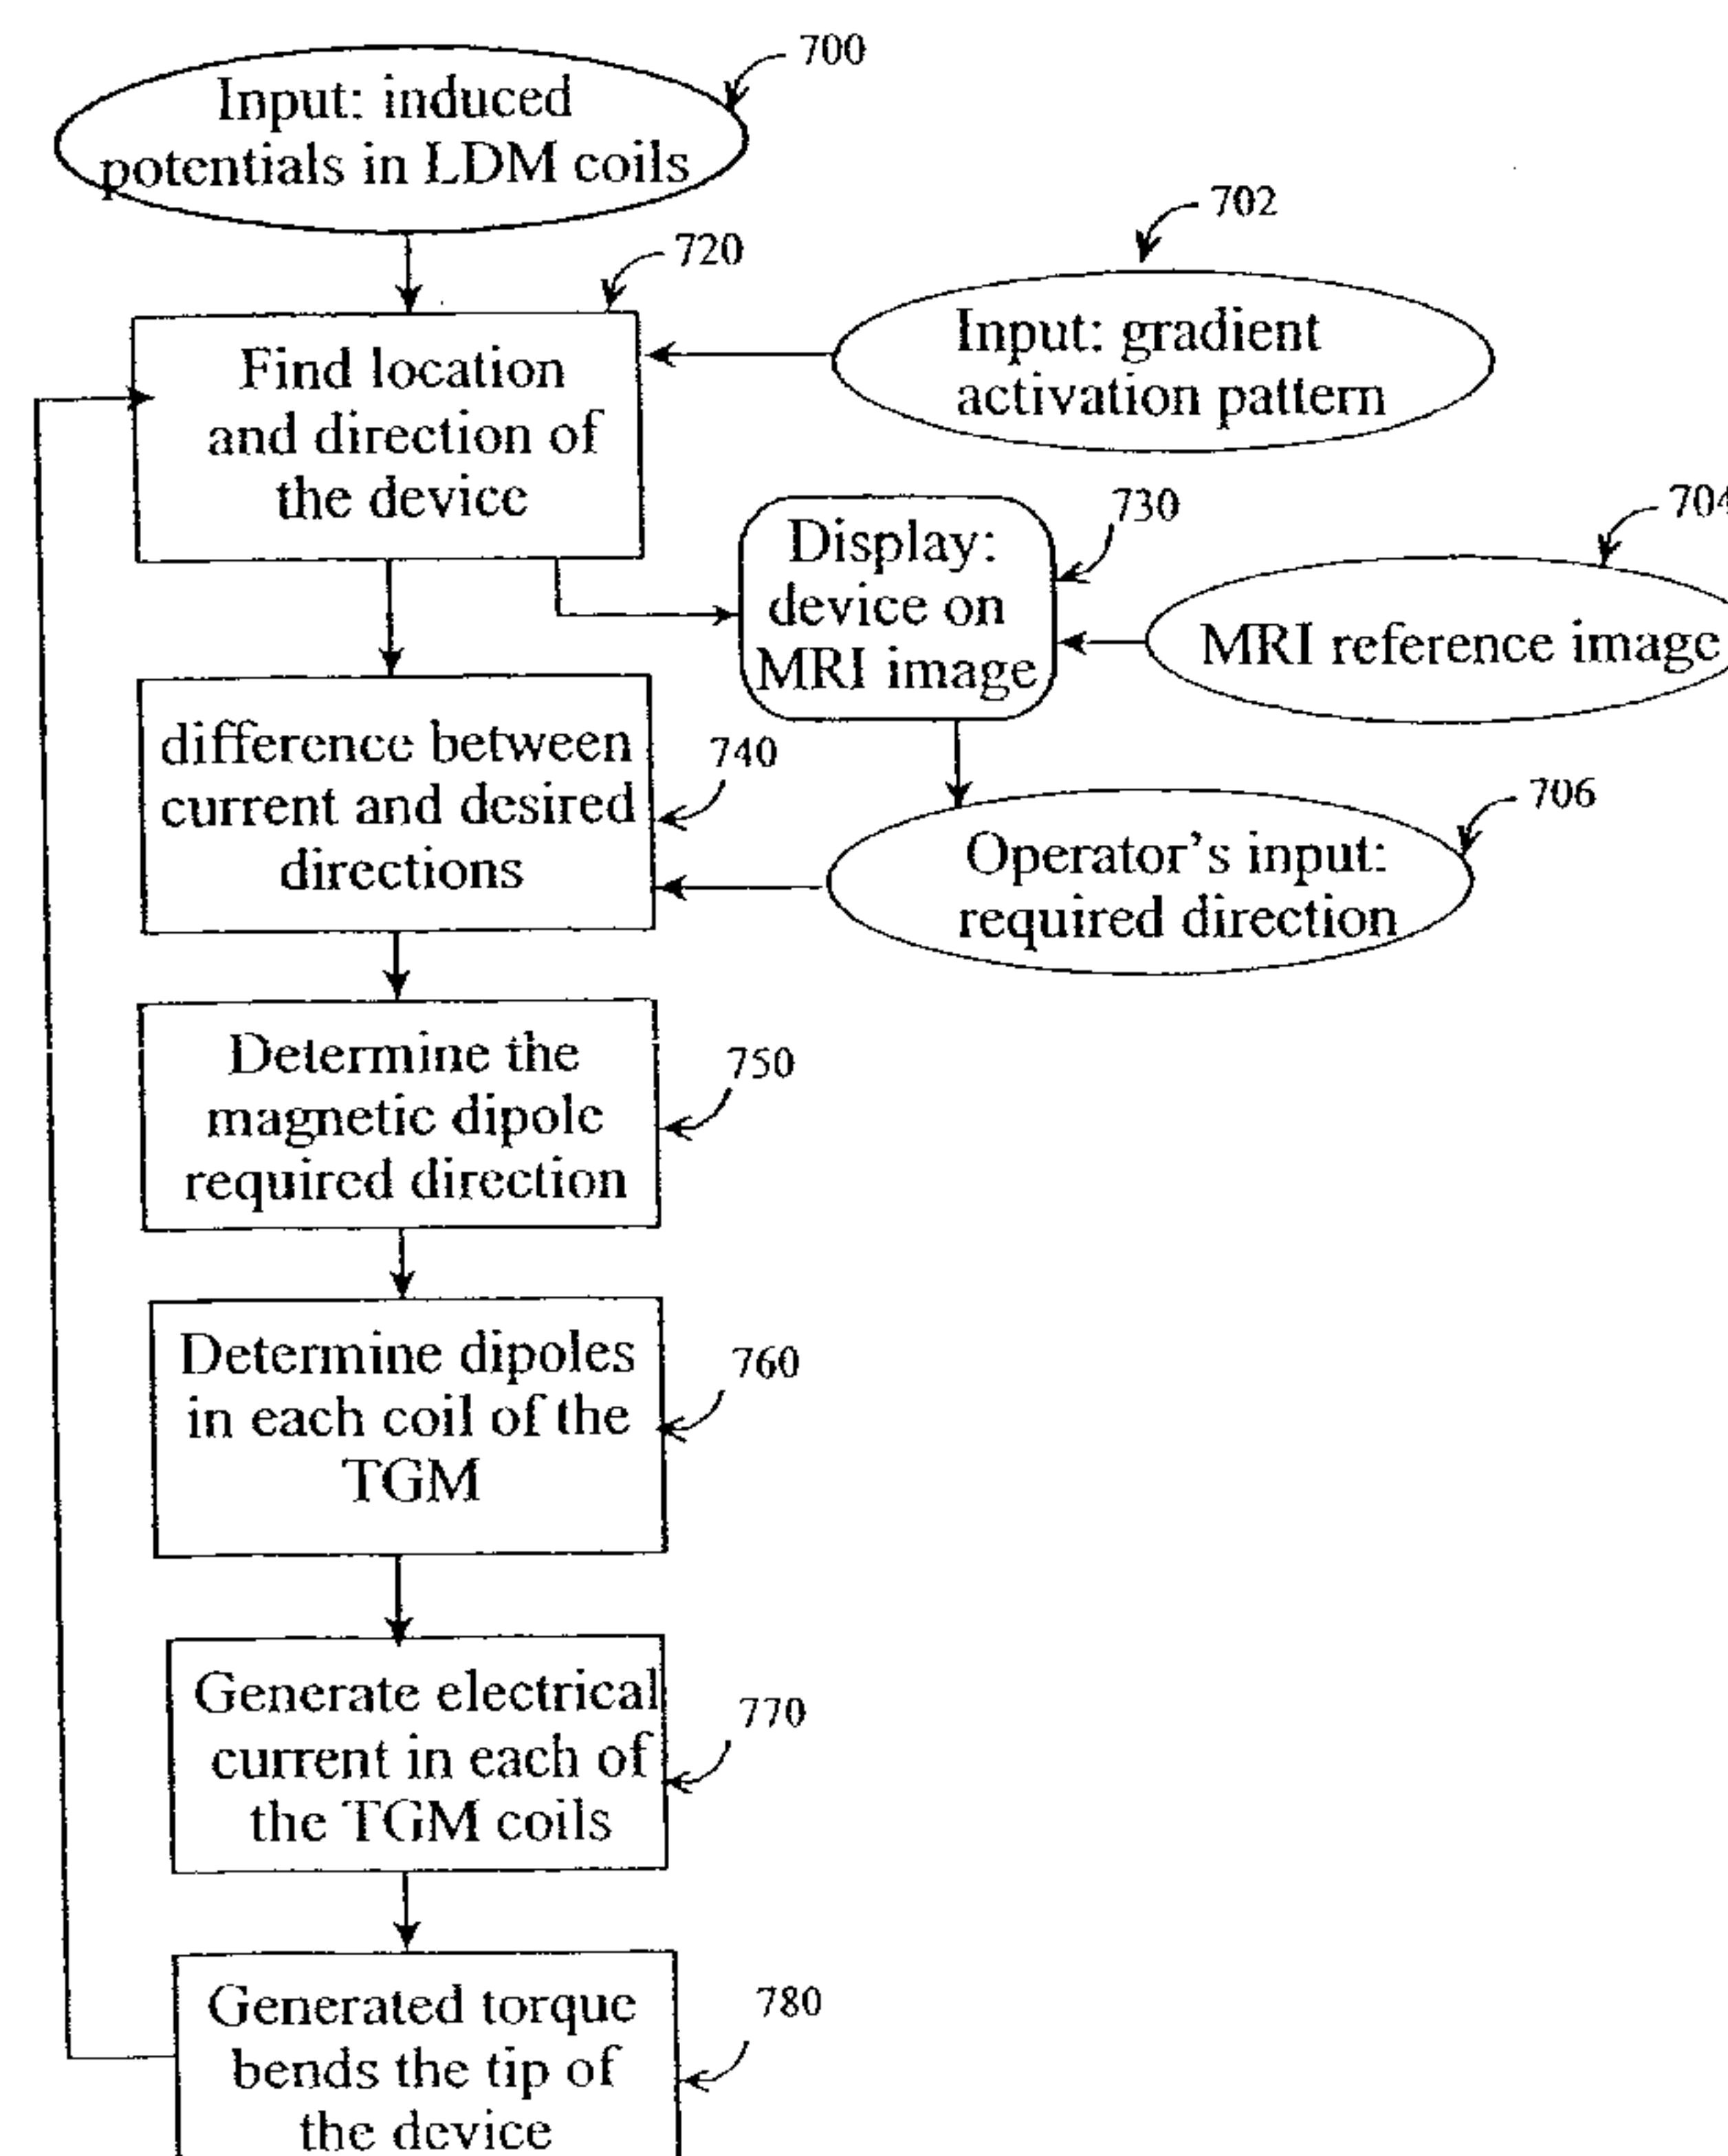 700
Input: induced
potentials in LDM coils
702
720
Input: gradient
activation pattern
Find location
and direction of
the device
730
704
Display:
device on
MRI image
MRI reference image
difference between
current and desired
directions
740
706
Operator's input:
required direction
Determine the
magnetic dipole
required direction
750
Determine dipoles
in each coil of the
TGM
760
Generate electrical
current in each of
the TGM coils
770
Generated torque
bends the tip of
the device
780